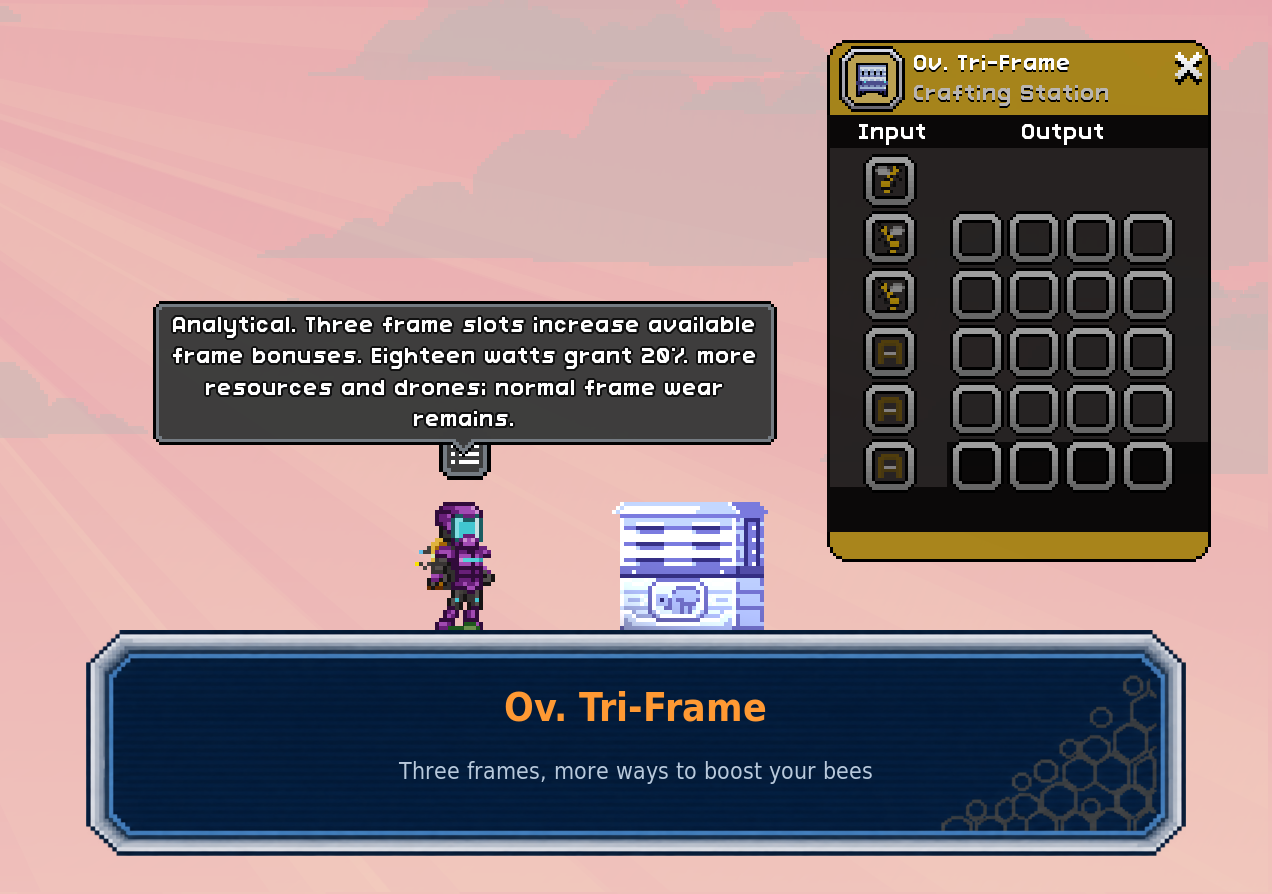 Ov. Tri-Frame
Crafting Station
Input Output
Analytical. Three frame slots increase available
frame bonuses. Eighteen watts grant 20% more
resources and drones; normal frame wear
remains.
Ov. Tri-Frame
Three frames, more ways to boost your bees